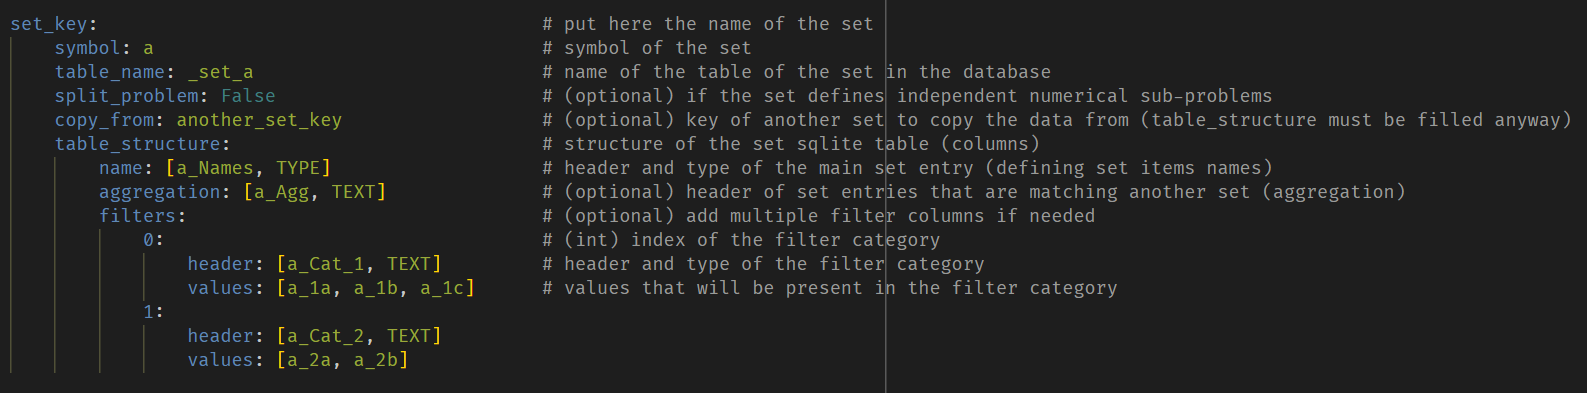 set_key: # put here the name of the set
symbol: a # symbol of the set
table_name: _set_a # name of the table of the set in the database
split_problem: False # (optional) if the set defines independent numerical sub-problems
copy_from: another_set_key # (optional) key of another set to copy the data from (table_structure must be filled anyway)
table_structure: # structure of the set sqlite table (columns)
name: [a_Names, TYPE] # header and type of the main set entry (defining set items names)
aggregation: [a_Agg, TEXT] # (optional) header of set entries that are matching another set (aggregation)
filters: # (optional) add multiple filter columns if needed
0: # (int) index of the filter category
header: [a_Cat_1, TEXT] # header and type of the filter category
values: [a_1a, a_1b, a_1c] # values that will be present in the filter category
1:
header: [a_Cat_2, TEXT]
values: [a_2a, a_2b]